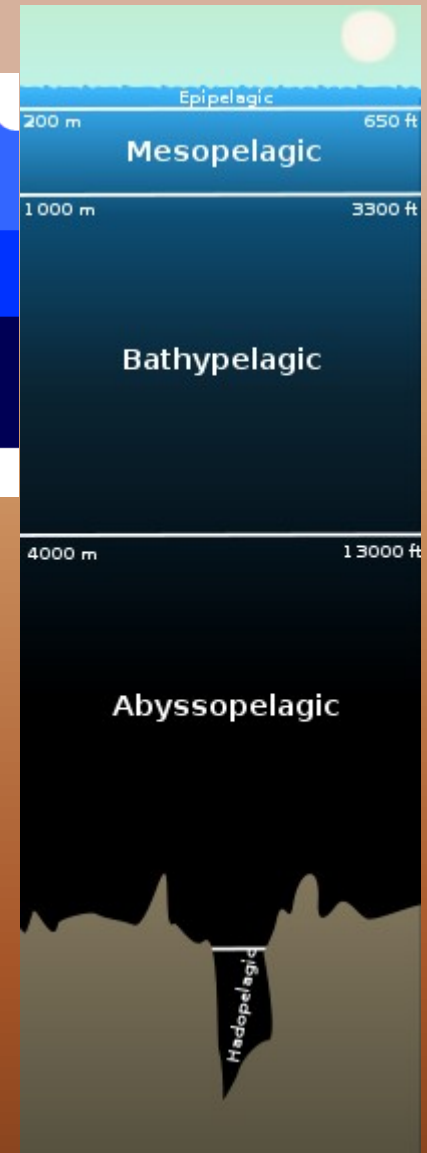 Epipelagic
200 m 650 ft
Mesopelagic
1000 m 3300 ft
Bathypelagic
4000 m 13000 ft
Abyssopelagic
Hadopelagic